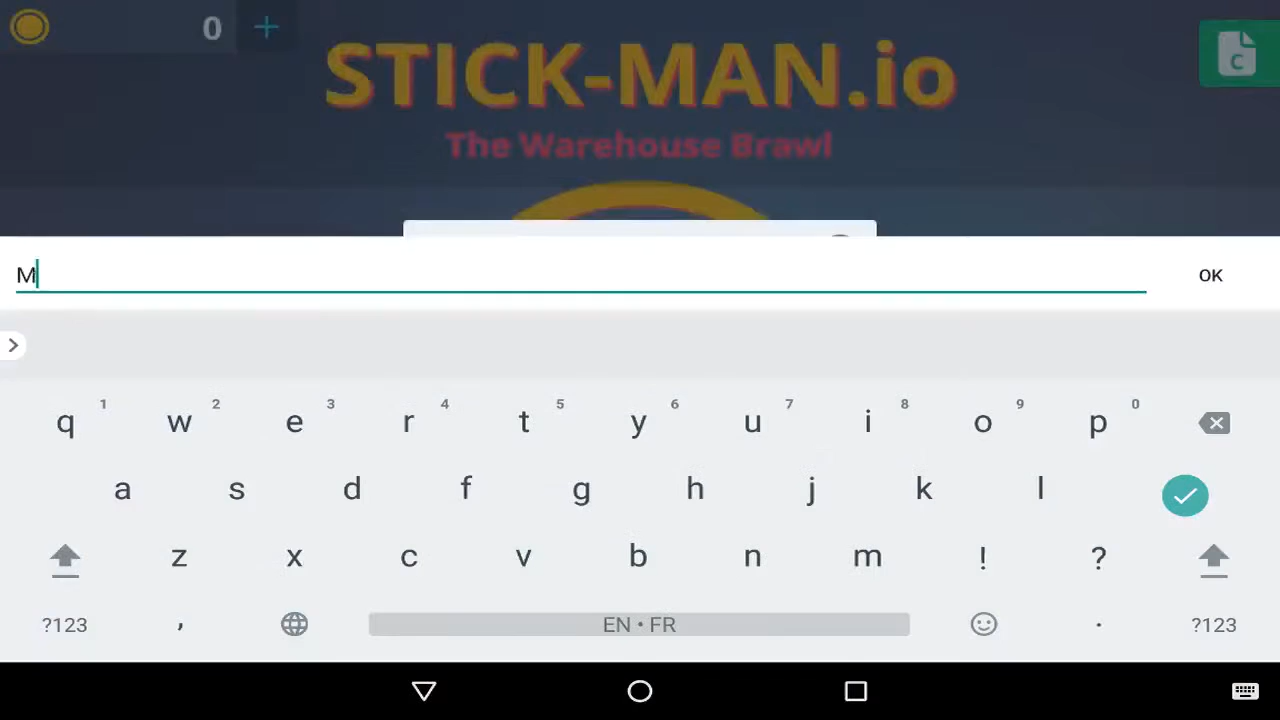 0 +
STICK-MAN.io
C
The Warehouse Brawl
M
OK
q 1 w 2 e 3 r 4 t 5 y 6 u 7 i 8 o 9 p 0
a s d f g h j k l
z x c v b n m ! ?
?123 , EN • FR . ?123